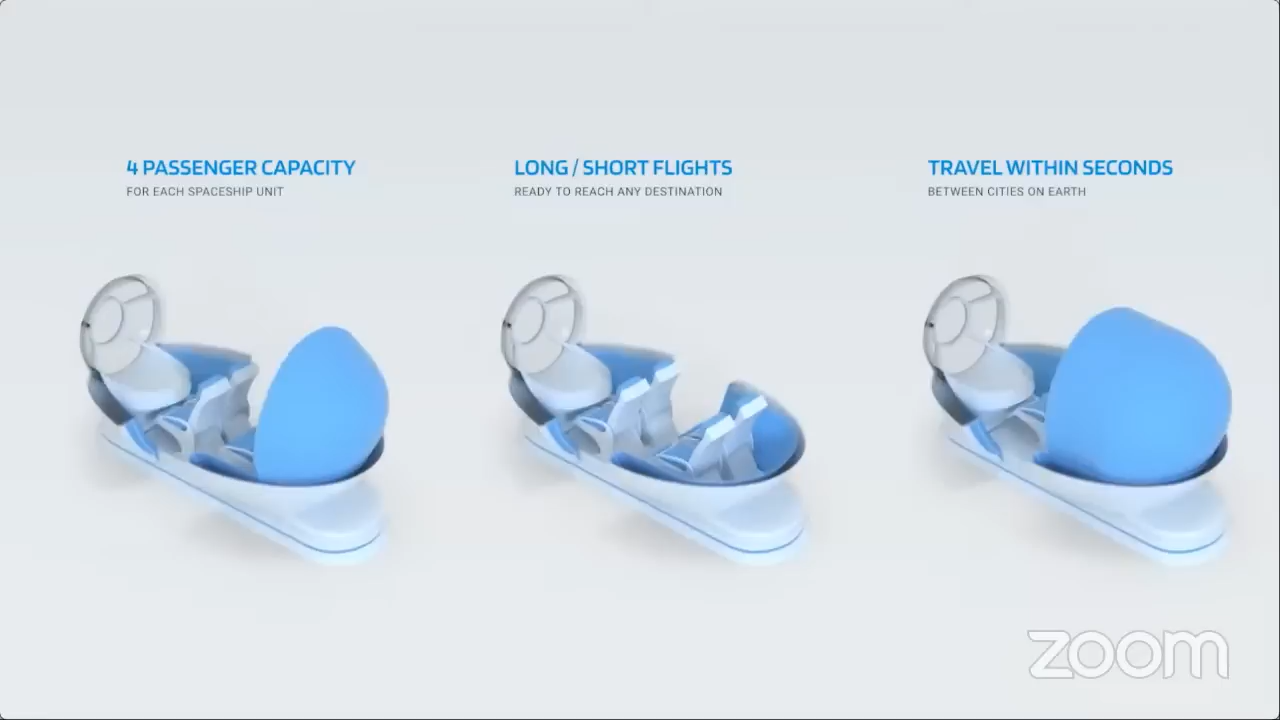 4 PASSENGER CAPACITY
FOR EACH SPACESHIP UNIT
LONG / SHORT FLIGHTS
READY TO REACH ANY DESTINATION
TRAVEL WITHIN SECONDS
BETWEEN CITIES ON EARTH
zoom